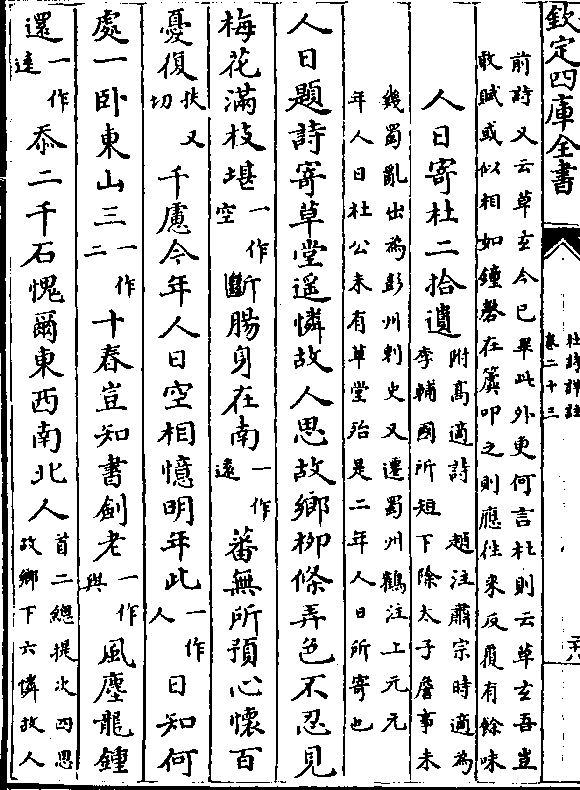 欽定四庫全書
杜詩詳註
卷二十三
前詩又云草玄今已畢此外更何言杜則云草玄吾豈
敢賦或似相如鍾磬在簴叩之則應往來反覆有餘味
人日寄杜二拾遺附高適詩 趙注肅宗時適為
李輔國所短下除太子詹事未
幾蜀亂出為彭州刺史又遷蜀州鶴注上元元
年人日杜公未有草堂殆是二年人日所寄也
人日題詩寄草堂遥憐故人思故鄉栁條弄色不忍見
梅花滿枝堪一作空斷腸身在南一作遠蕃無所預心懷百
憂復扶又切千慮今年人日空相憶明年此一作人日知何
處一卧東山三一作二十春豈知書劍老一作與風塵龍鍾
還一作遠忝二千石愧爾東西南北人首二總提次四思
故鄉下六憐故人